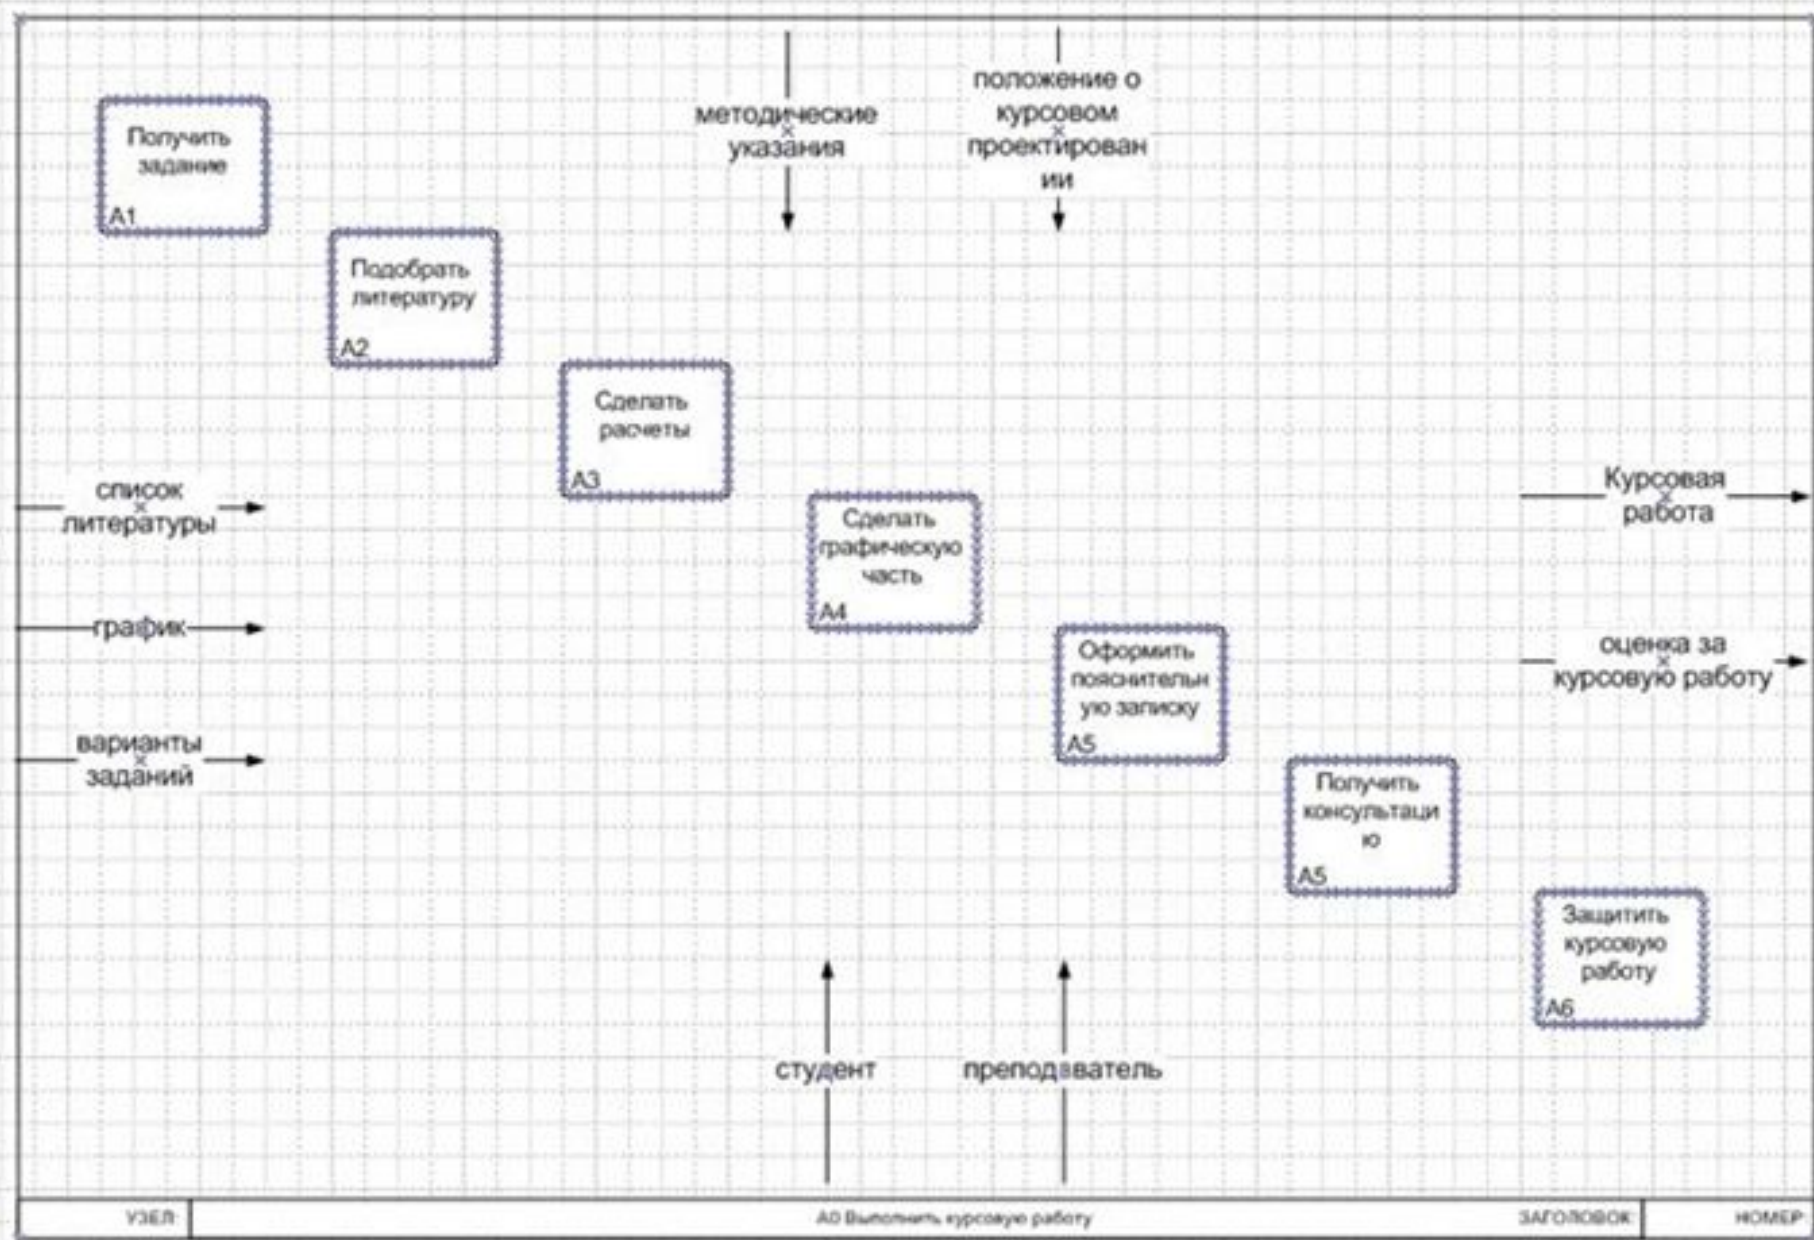 методические
указания
положение о
курсовом
проектирован
ии
Получить
задание
A1
Подобрать
литературу
A2
Сделать
расчеты
A3
список
литературы
график
варианты
заданий
Сделать
графическую
часть
A4
Курсовая
работа
оценка за
курсовую работу
Оформить
пояснительн
ую записку
A5
Получить
консультаци
ю
A5
Защитить
курсовую
работу
A6
студент
преподаватель
УЗЕЛ:
A0 Выполнить курсовую работу
ЗАГОЛОВОК:
НОМЕР: